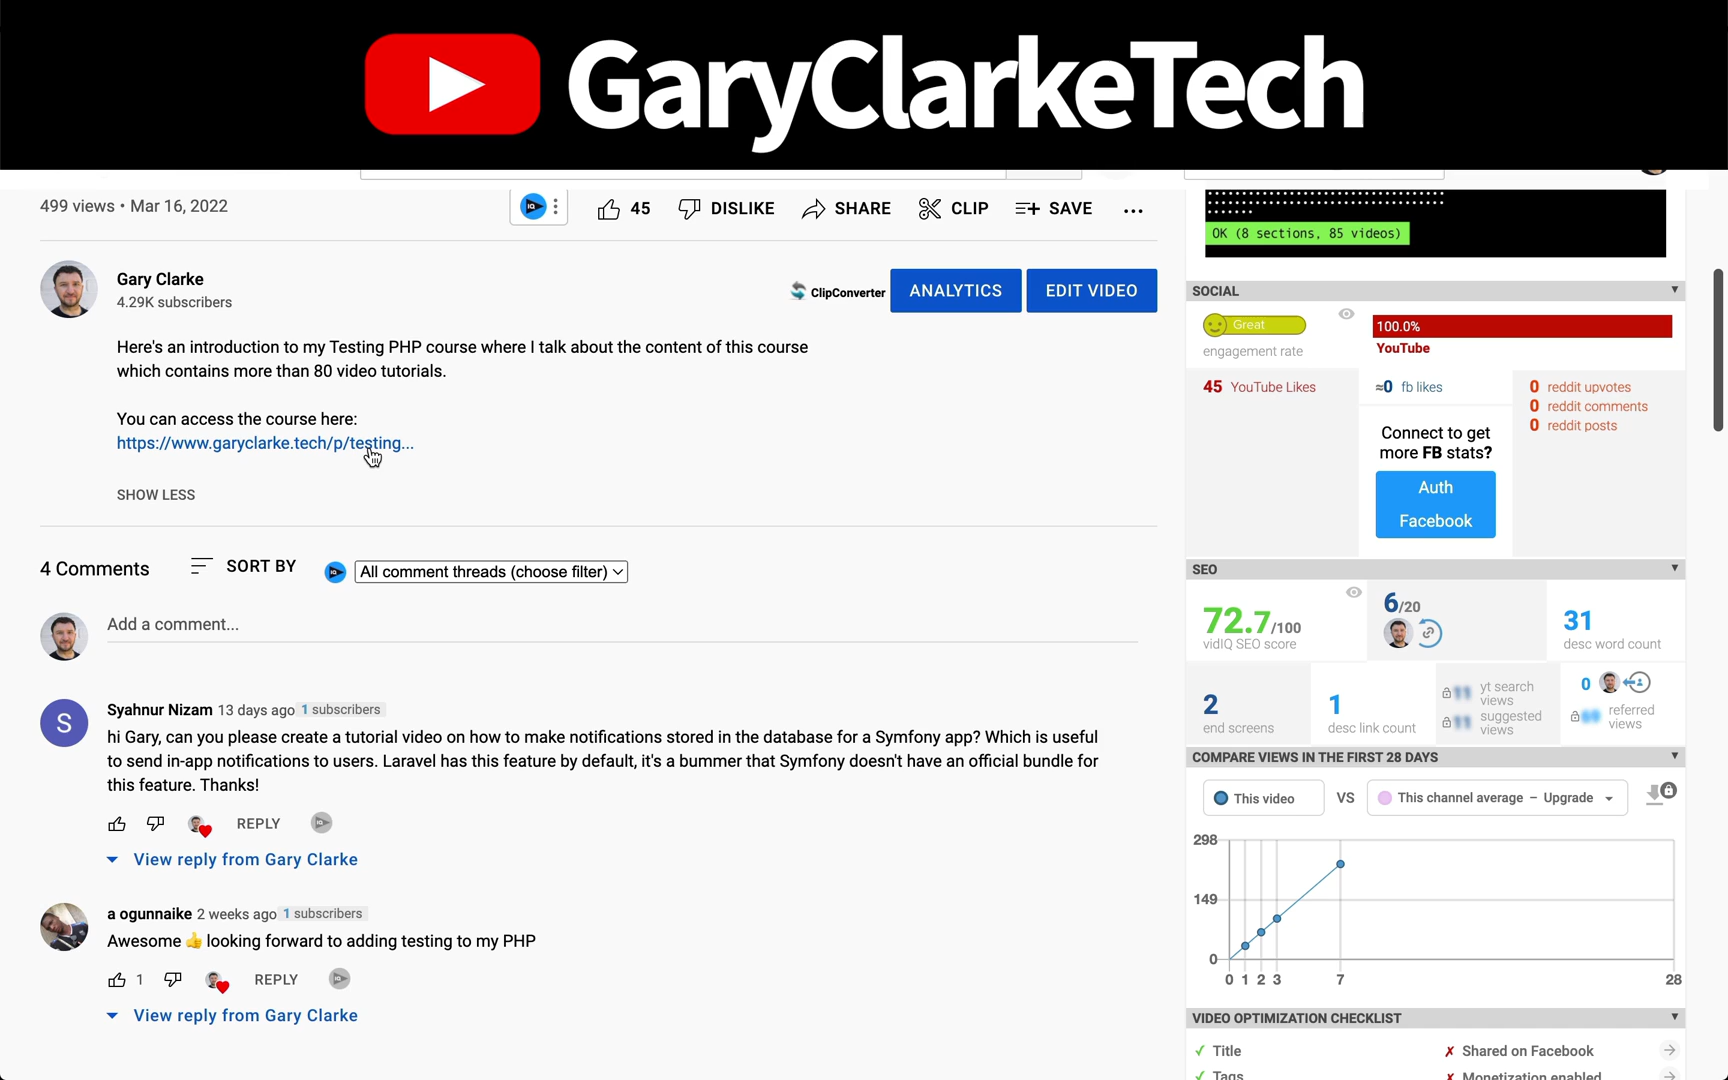 GaryClarkeTech
499 views • Mar 16, 2022
45
DISLIKE
SHARE
CLIP
SAVE
...
OK (8 sections, 85 videos)
Gary Clarke
4.29K subscribers
ClipConverter
ANALYTICS
EDIT VIDEO
Here's an introduction to my Testing PHP course where I talk about the content of this course
which contains more than 80 video tutorials.
You can access the course here:
https://www.garyclarke.tech/p/testing...
SHOW LESS
4 Comments
SORT BY
All comment threads (choose filter)
Add a comment...
S
Syahnur Nizam 13 days ago 1 subscribers
hi Gary, can you please create a tutorial video on how to make notifications stored in the database for a Symfony app? Which is useful
to send in-app notifications to users. Laravel has this feature by default, it's a bummer that Symfony doesn't have an official bundle for
this feature. Thanks!
REPLY
View reply from Gary Clarke
a ogunnaike 2 weeks ago 1 subscribers
Awesome 👍 looking forward to adding testing to my PHP
1
REPLY
View reply from Gary Clarke
SOCIAL
Great
engagement rate
100.0%
YouTube
45 YouTube Likes
≈0 fb likes
Connect to get
more FB stats?
Auth
Facebook
0 reddit upvotes
0 reddit comments
0 reddit posts
SEO
72.7/100
vidIQ SEO score
6/20
31
desc word count
2
end screens
1
desc link count
yt search
views
suggested
views
0
referred
views
COMPARE VIEWS IN THE FIRST 28 DAYS
This video
VS
This channel average – Upgrade
298
149
0
0 1 2 3 7 28
VIDEO OPTIMIZATION CHECKLIST
✓ Title
✗ Shared on Facebook
✓ Tags
✗ Monetization enabled